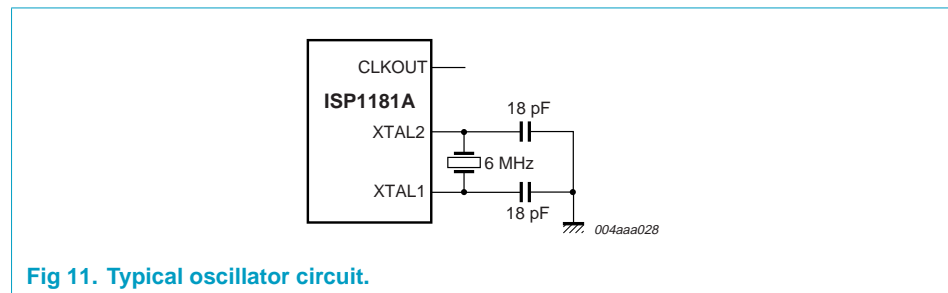 CLKOUT
ISP1181A
18 pF
XTAL2
6 MHz
XTAL1
18 pF
004aaa028
Fig 11. Typical oscillator circuit.